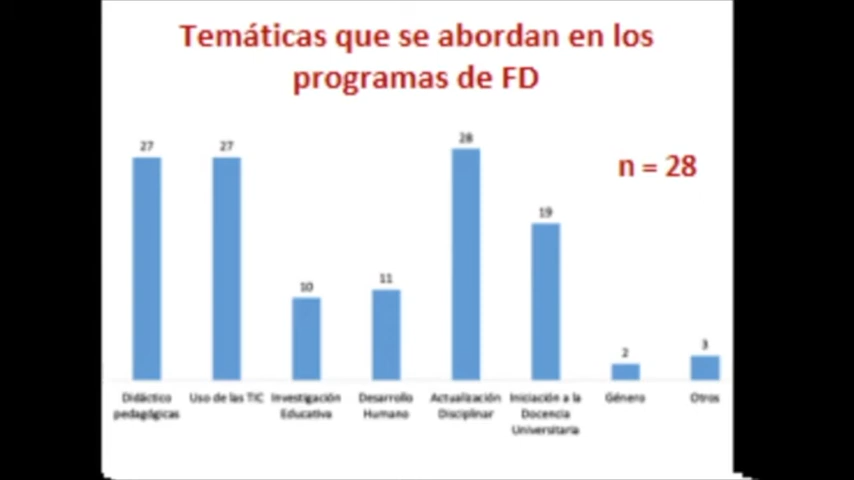 Temáticas que se abordan en los
programas de FD
n = 28
27
27
10
11
28
19
2
3
Didáctico
pedagógicas
Uso de las TIC
Investigación
Educativa
Desarrollo
Humano
Actualización
Disciplinar
Iniciación a la
Docencia
Universitaria
Género
Otros